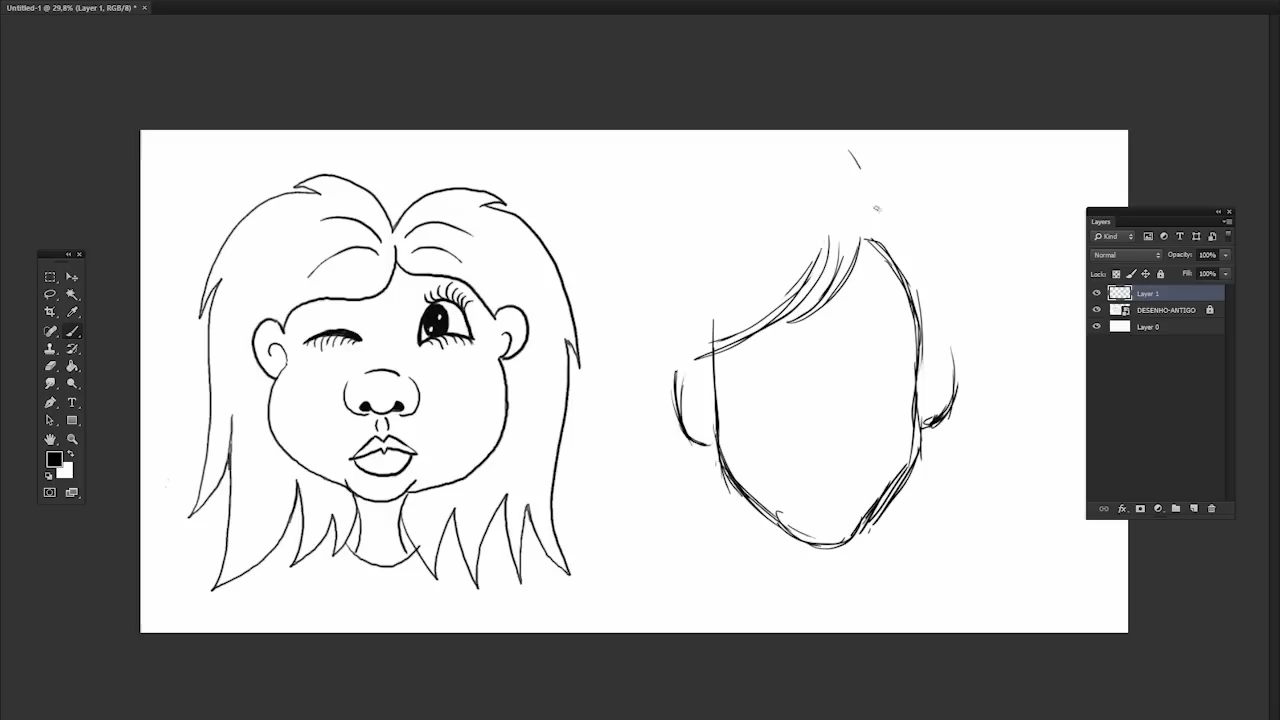 Untitled-1 @ 29,8% (Layer 1, RGB/8) *
Layers
Kind
Normal
Opacity: 100%
Lock:
Fill: 100%
Layer 1
DESENHO-ANTIGO
Layer 0